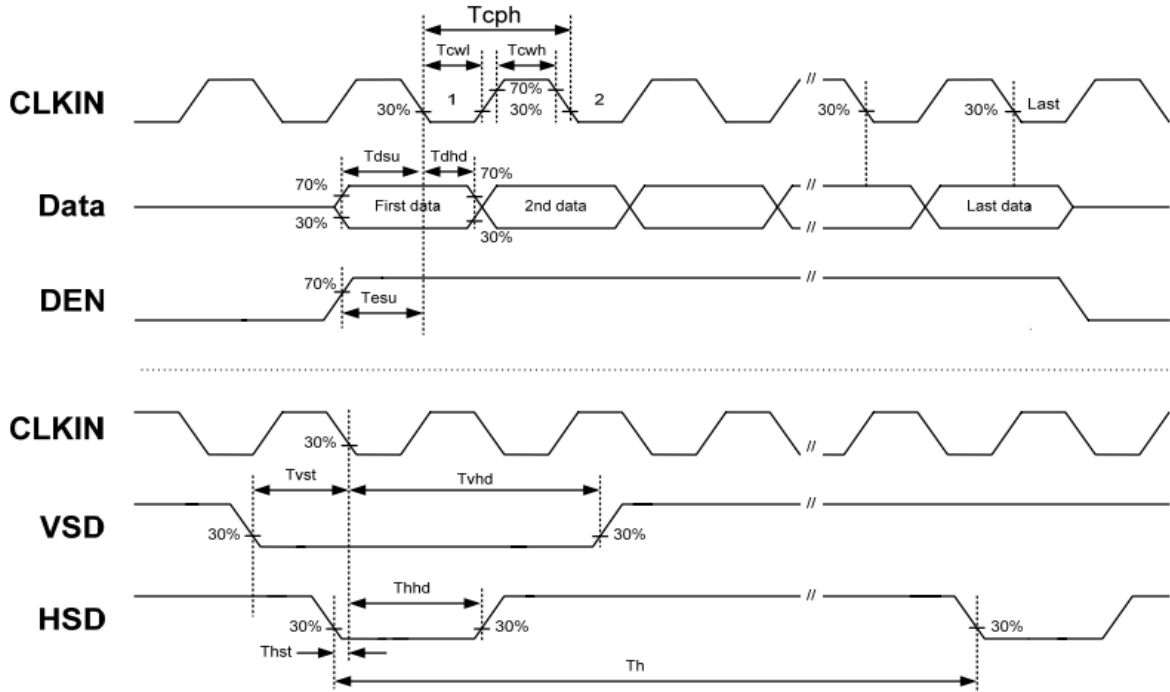 Tcph
Tcwl Tcwh
CLKIN 30% 1 70% 30% 2 // 30% 30% Last
Tdsu Tdhd
70% 70%
Data First data 2nd data // Last data
30% 30%
//
DEN 70% Tesu //
CLKIN 30% //
Tvst Tvhd //
VSD 30% 30%
Thhd //
HSD 30% 30% 30%
Thst Th